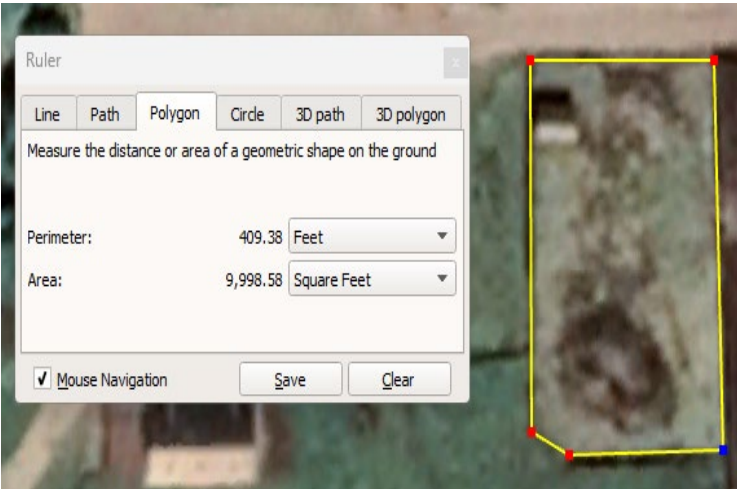 Ruler
x
Line Path Polygon Circle 3D path 3D polygon
Measure the distance or area of a geometric shape on the ground
Perimeter: 409.38 Feet
Area: 9,998.58 Square Feet
Mouse Navigation Save Clear